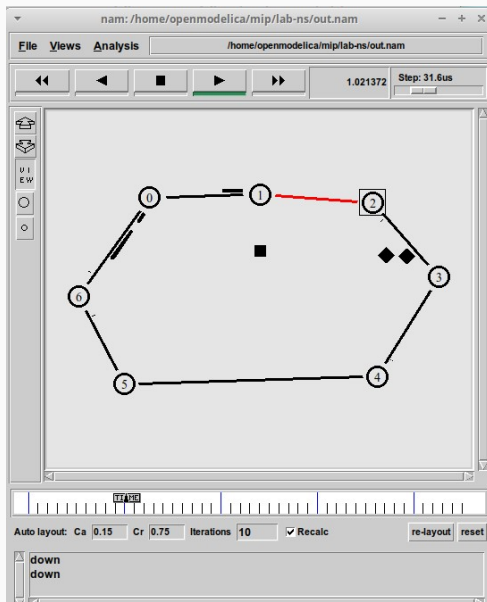 nam: /home/openmodelica/mip/lab-ns/out.nam
File Views Analysis /home/openmodelica/mip/lab-ns/out.nam
1.021372 Step: 31.6us
VI
EW
0 1 2
3
6
5 4
TIME
Auto layout: Ca 0.15 Cr 0.75 Iterations 10 Recalc re-layout reset
down
down